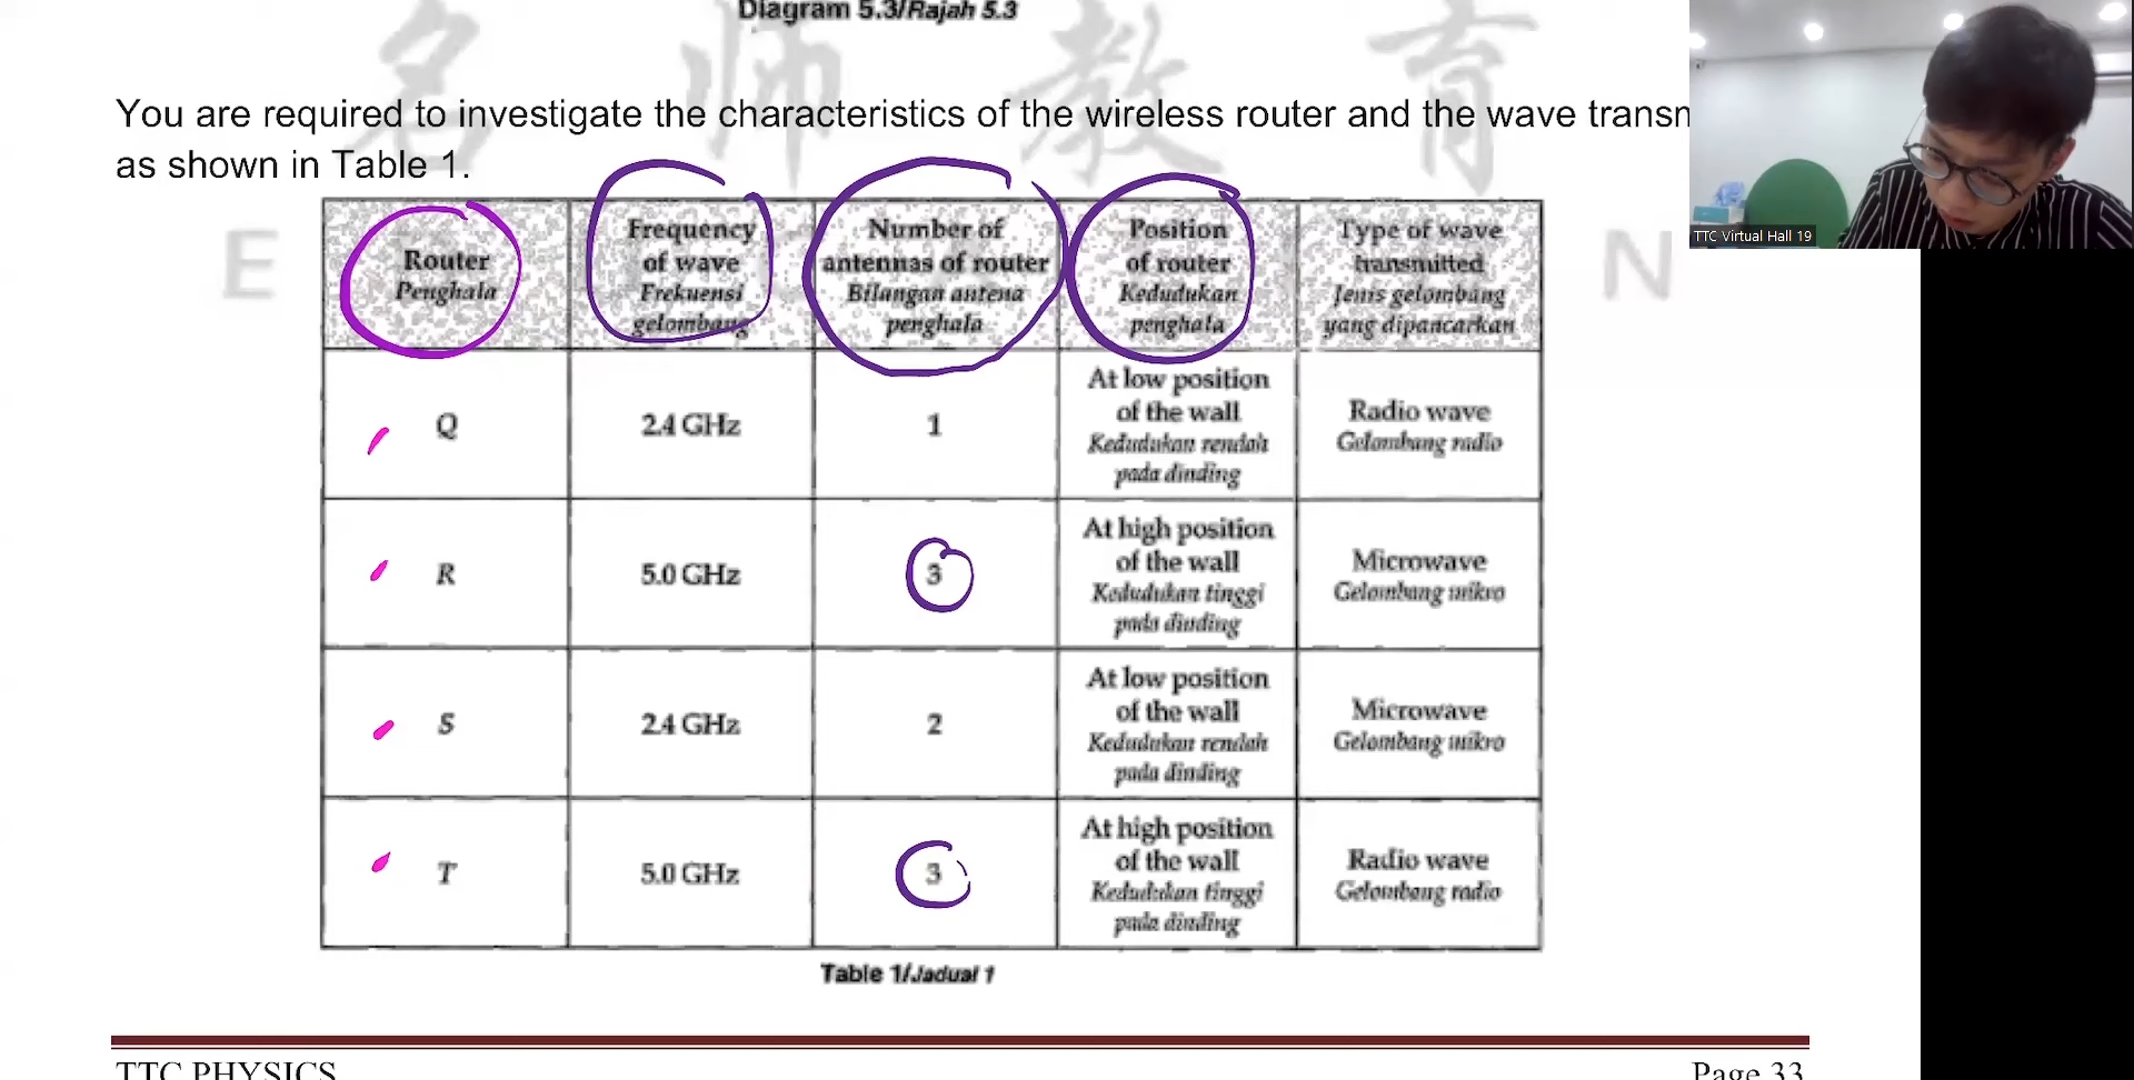 Diagram 5.3/Rajah 5.3
名师教育
You are required to investigate the characteristics of the wireless router and the wave transm
as shown in Table 1.
E
N
TTC Virtual Hall 19
Router
Penghala
Frequency
of wave
Frekuensi
gelombang
Number of
antennas of router
Bilangan antena
penghala
Position
of router
Kedudukan
penghala
Type of wave
transmitted
Jenis gelombang
yang dipancarkan
Q
2.4 GHz
1
At low position
of the wall
Kedudukan rendah
pada dinding
Radio wave
Gelombang radio
R
5.0 GHz
3
At high position
of the wall
Kedudukan tinggi
pada dinding
Microwave
Gelombang mikro
S
2.4 GHz
2
At low position
of the wall
Kedudukan rendah
pada dinding
Microwave
Gelombang mikro
T
5.0 GHz
3
At high position
of the wall
Kedudukan tinggi
pada dinding
Radio wave
Gelombang radio
Table 1/Jadual 1
TTC PHYSICS
Page 33